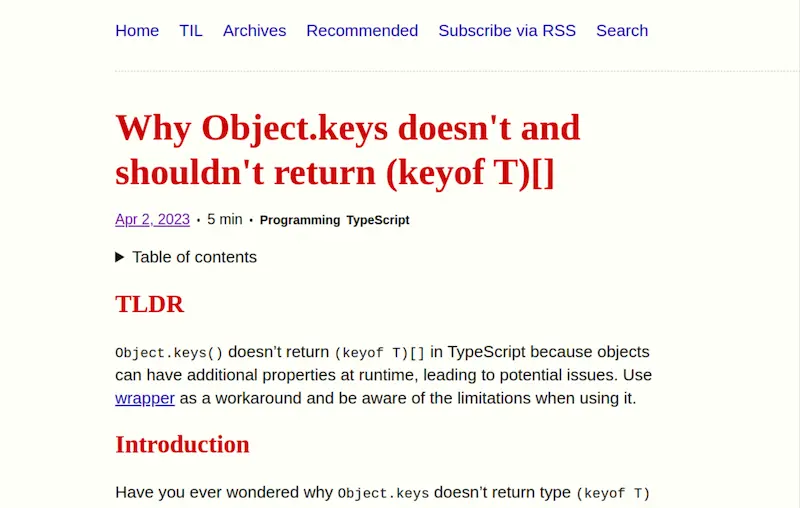 Home TIL Archives Recommended Subscribe via RSS Search
Why Object.keys doesn't and
shouldn't return (keyof T)[]
Apr 2, 2023 • 5 min • Programming TypeScript
▶ Table of contents
TLDR
Object.keys() doesn’t return (keyof T)[] in TypeScript because objects
can have additional properties at runtime, leading to potential issues. Use
wrapper as a workaround and be aware of the limitations when using it.
Introduction
Have you ever wondered why Object.keys doesn’t return type (keyof T)